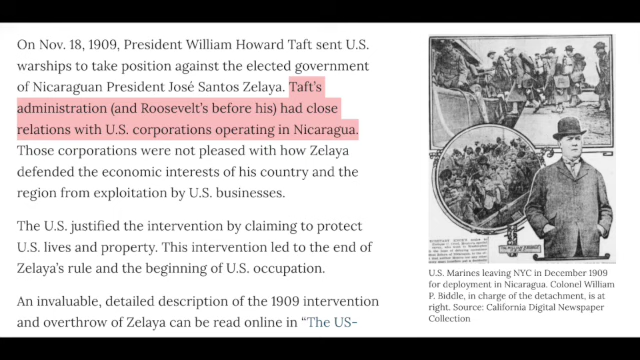 On Nov. 18, 1909, President William Howard Taft sent U.S.
warships to take position against the elected government
of Nicaraguan President José Santos Zelaya. Taft's
administration (and Roosevelt's before his) had close
relations with U.S. corporations operating in Nicaragua.
Those corporations were not pleased with how Zelaya
defended the economic interests of his country and the
region from exploitation by U.S. businesses.
The U.S. justified the intervention by claiming to protect
U.S. lives and property. This intervention led to the end of
Zelaya's rule and the beginning of U.S. occupation.
An invaluable, detailed description of the 1909 intervention
and overthrow of Zelaya can be read online in “The US-
U.S. Marines leaving NYC in December 1909
for deployment in Nicaragua. Colonel William
P. Biddle, in charge of the detachment, is at
right. Source: California Digital Newspaper
Collection